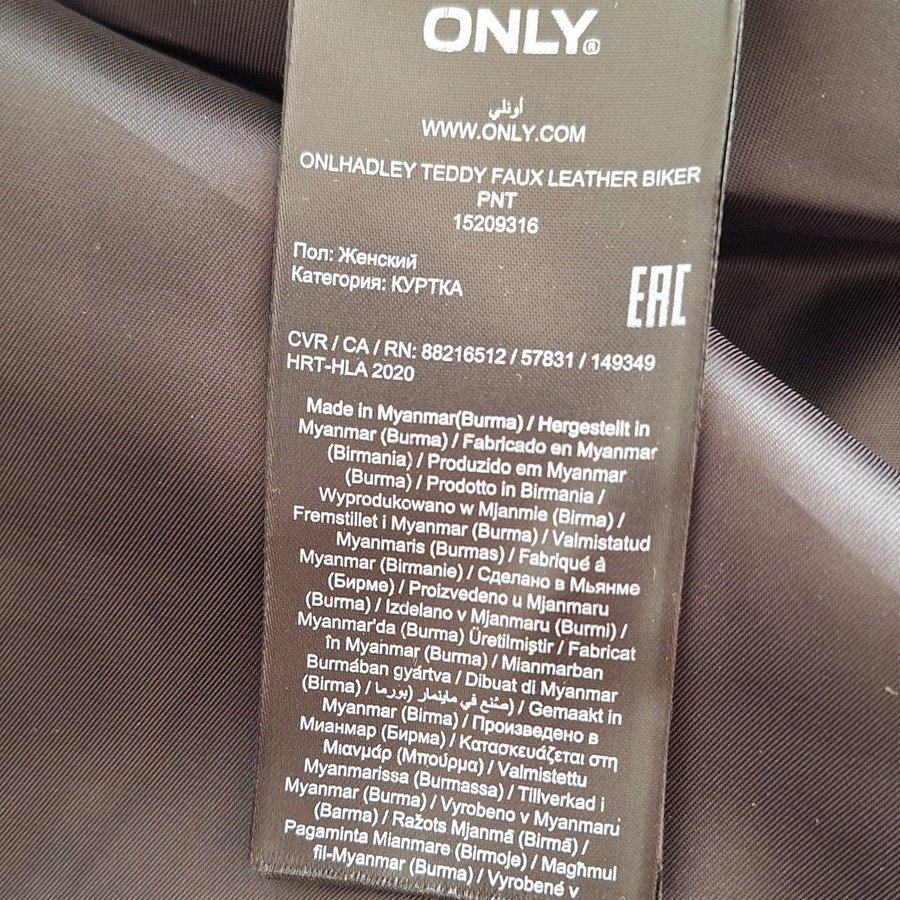 ONLY®
أونلي
WWW.ONLY.COM
ONLHADLEY TEDDY FAUX LEATHER BIKER
PNT
15209316
Пол: Женский
Категория: КУРТКА
EAC
CVR / CA / RN: 88216512 / 57831 / 149349
HRT-HLA 2020
Made in Myanmar(Burma) / Hergestellt in
Myanmar (Burma) / Fabricado en Myanmar
(Birmania) / Produzido em Myanmar
(Burma) / Prodotto in Birmania /
Wyprodukowano w Mjanmie (Birma) /
Fremstillet i Myanmar (Burma) / Valmistatud
Myanmaris (Burmas) / Fabriqué á
Myanmar (Birmanie) / Сделано в Мьянме
(Бирме) / Proizvedeno u Mjanmaru
(Burma) / Izdelano v Mjanmaru (Burmi) /
Myanmar'da (Burma) Üretilmiştir / Fabricat
în Myanmar (Burma) / Mianmarban
Burmában gyártva / Dibuat di Myanmar
(Birma) / صنع في ماينمار (بورما) / Gemaakt in
Myanmar (Birma) / Произведено в
Мианмар (Бирма) / Κατασκευάζεται στη
Μιανμάρ (Μπούρμα) / Valmistettu
Myanmarissa (Burmassa) / Tillverkad i
Myanmar (Burma) / Vyrobeno v Myanmaru
(Barma) / Ražots Mjanmā (Birmā) /
Pagaminta Mianmare (Birmoje) / Magħmul
fil-Myanmar (Burma) / Vyrobené v